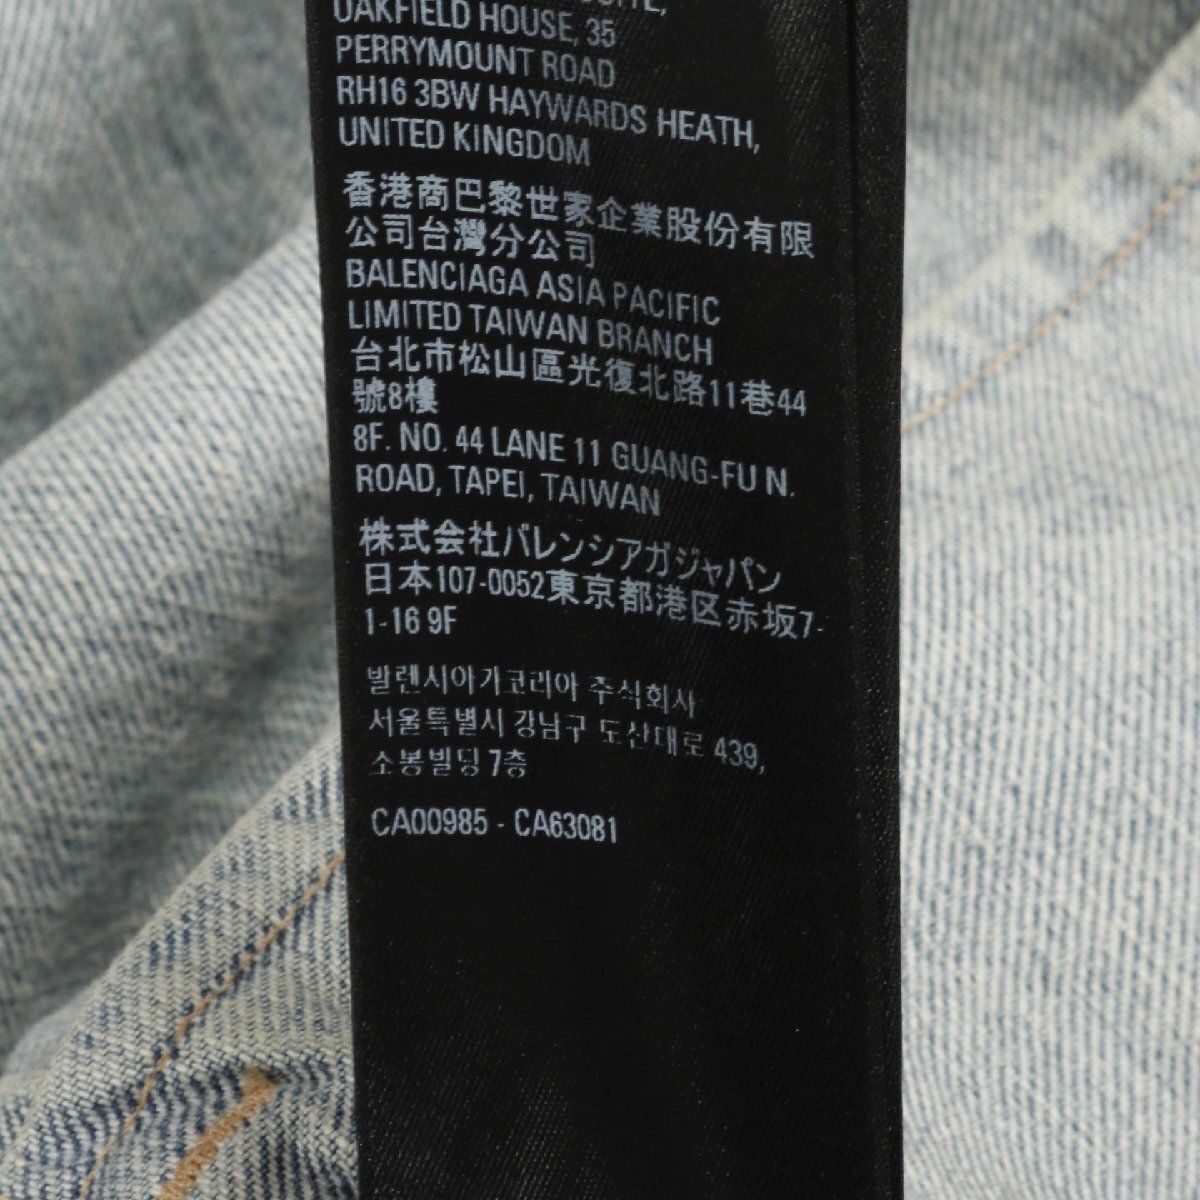 OAKFIELD HOUSE, 35
PERRYMOUNT ROAD
RH16 3BW HAYWARDS HEATH,
UNITED KINGDOM
香港商巴黎世家企業股份有限
公司台灣分公司
BALENCIAGA ASIA PACIFIC
LIMITED TAIWAN BRANCH
台北市松山區光復北路11巷44
號8樓
8F. NO. 44 LANE 11 GUANG-FU N.
ROAD, TAPEI, TAIWAN
株式会社バレンシアガジャパン
日本107-0052東京都港区赤坂7-
1-16 9F
발렌시아가코리아 주식회사
서울특별시 강남구 도산대로 439,
소봉빌딩 7층
CA00985 - CA63081